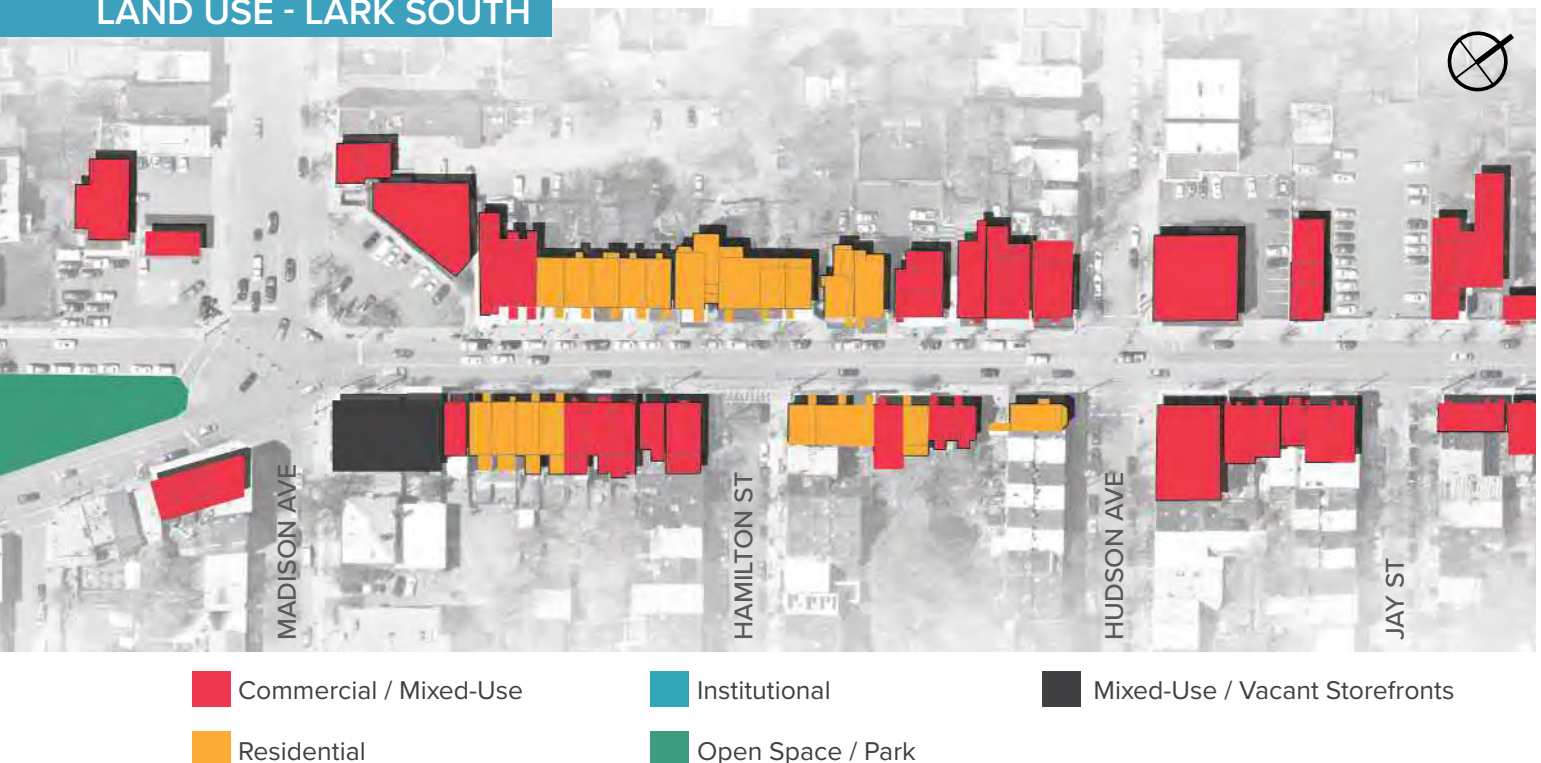 LAND USE - LARK SOUTH
MADISON AVE
HAMILTON ST
HUDSON AVE
JAY ST
Commercial / Mixed-Use
Institutional
Mixed-Use / Vacant Storefronts
Residential
Open Space / Park